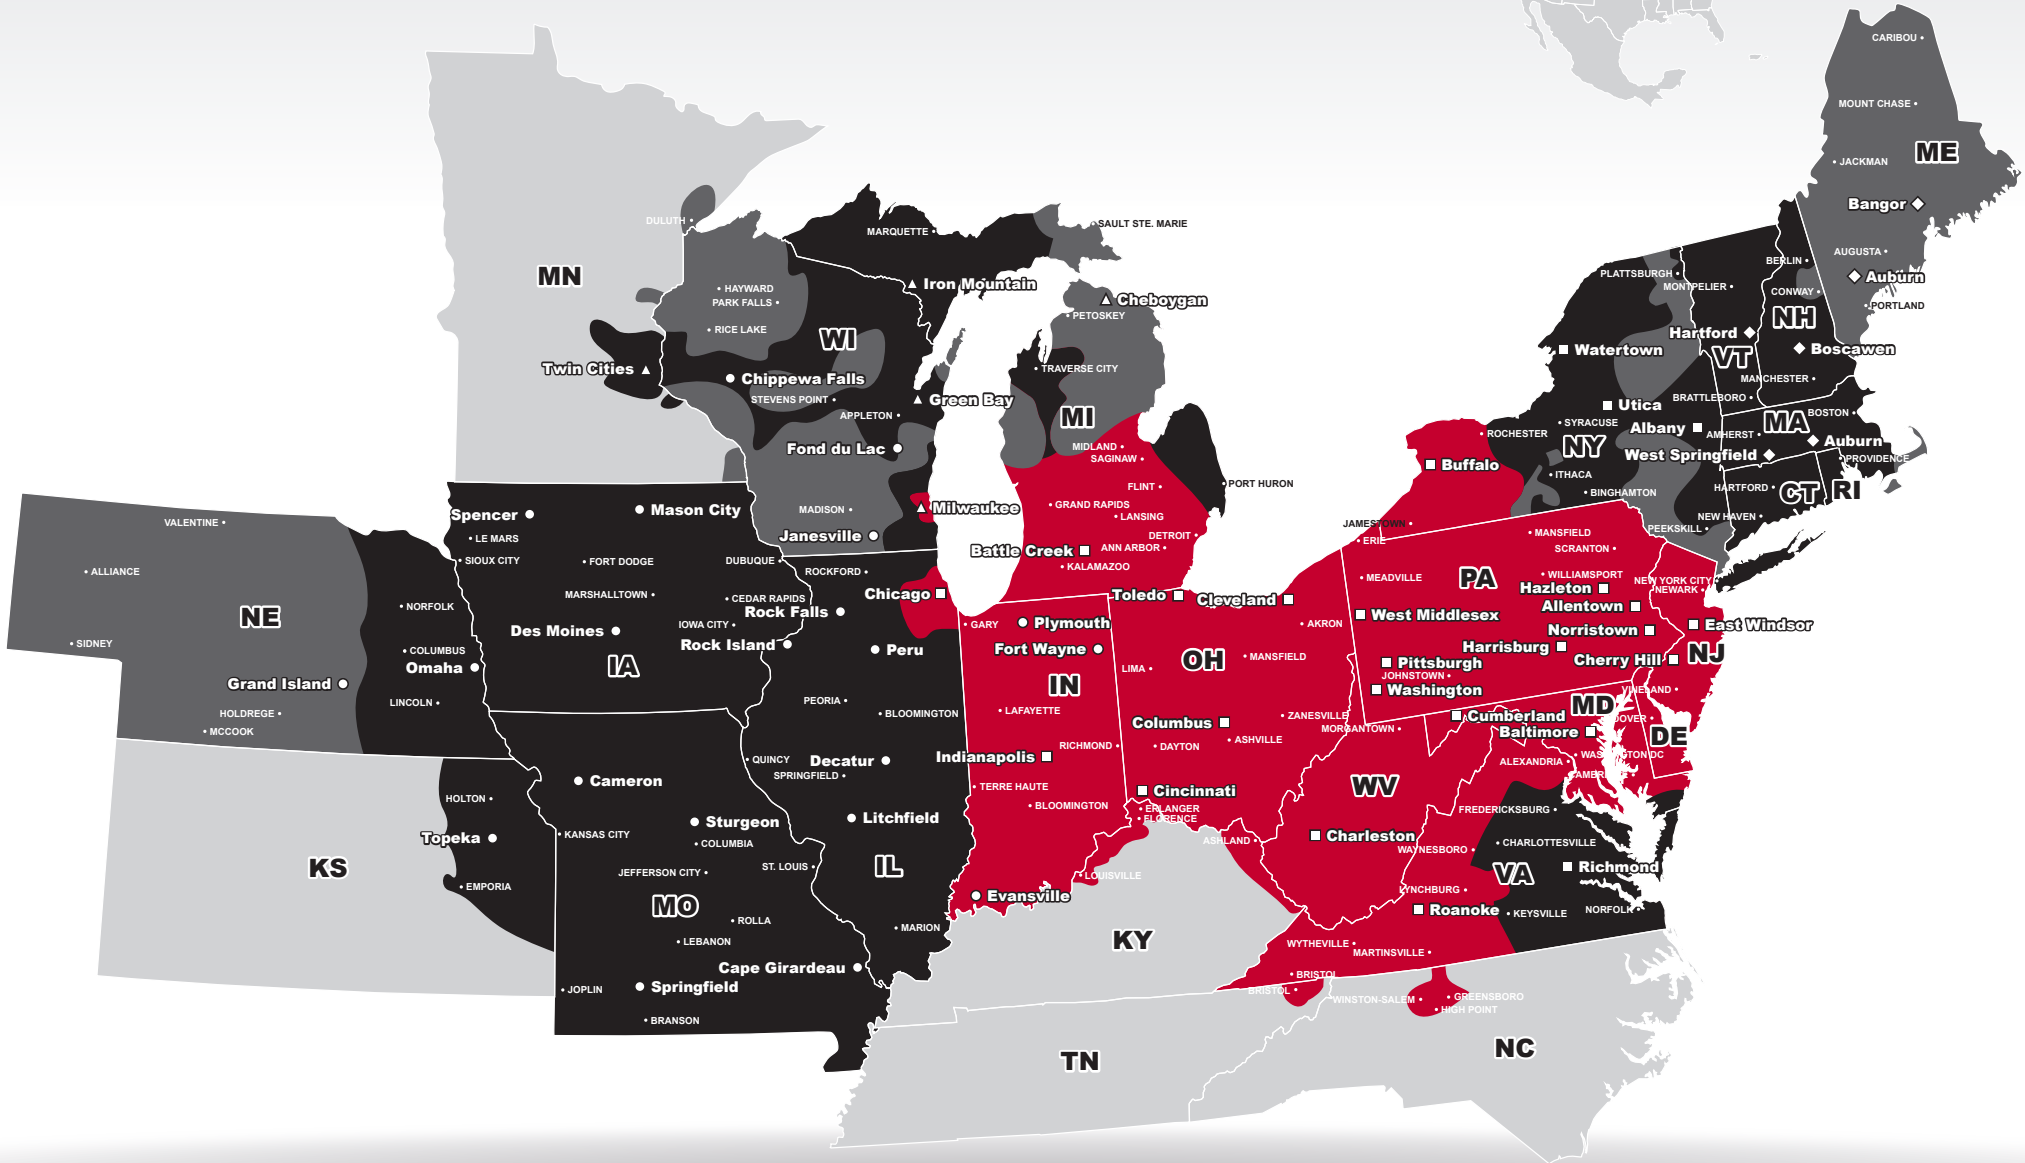 CARIBOU
MOUNT CHASE
ME
JACKMAN
Bangor
AUGUSTA
Auburn
PORTLAND
DULUTH
MARQUETTE
SAULT STE. MARIE
MN
HAYWARD
PARK FALLS
RICE LAKE
WI
Iron Mountain
Cheboygan
PETOSKEY
Twin Cities
Chippewa Falls
STEVENS POINT
Green Bay
APPLETON
Fond du Lac
TRAVERSE CITY
MI
MIDLAND
SAGINAW
FLINT
PORT HURON
GRAND RAPIDS
LANSING
DETROIT
Battle Creek
ANN ARBOR
KALAMAZOO
MADISON
Milwaukee
Janesville
PLATTSBURGH
MONTPELIER
BERLIN
CONWAY
NH
Hartford
VT
Boscawen
Watertown
MANCHESTER
BRATTLEBORO
Utica
SYRACUSE
Albany
AMHERST
MA
BOSTON
Auburn
ROCHESTER
NY
West Springfield
PROVIDENCE
Buffalo
ITHACA
BINGHAMTON
HARTFORD
CT
RI
NEW HAVEN
PEEKSKILL
JAMESTOWN
ERIE
MANSFIELD
SCRANTON
MEADVILLE
PA
WILLIAMSPORT
NEW YORK CITY
NEWARK
Hazleton
Allentown
West Middlesex
Norristown
East Windsor
Harrisburg
Cherry Hill
NJ
Pittsburgh
JOHNSTOWN
Washington
VINELAND
VALENTINE
ALLIANCE
NE
SIDNEY
NORFOLK
COLUMBUS
Omaha
Grand Island
LINCOLN
HOLDREGE
MCCOOK
Spencer
Mason City
LE MARS
SIOUX CITY
FORT DODGE
DUBUQUE
MARSHALLTOWN
CEDAR RAPIDS
IOWA CITY
Des Moines
IA
ROCKFORD
Chicago
Rock Falls
Rock Island
Peru
PEORIA
BLOOMINGTON
QUINCY
Decatur
SPRINGFIELD
Litchfield
IL
MARION
GARY
Plymouth
Fort Wayne
IN
LAFAYETTE
RICHMOND
Indianapolis
TERRE HAUTE
BLOOMINGTON
Evansville
Toledo
Cleveland
AKRON
LIMA
OH
MANSFIELD
Columbus
ZANESVILLE
DAYTON
ASHVILLE
Cincinnati
ERLANGER
FLORENCE
ASHLAND
LOUISVILLE
KY
MORGANTOWN
WV
Charleston
Cumberland
MD
Baltimore
DOVER
DE
WASHINGTON DC
ALEXANDRIA
CAMBRIDGE
FREDERICKSBURG
CHARLOTTESVILLE
WAYNESBORO
VA
Richmond
LYNCHBURG
Roanoke
KEYSVILLE
NORFOLK
WYTHEVILLE
MARTINSVILLE
BRISTOL
BRISTOL
WINSTON-SALEM
GREENSBORO
HIGH POINT
NC
TN
KS
HOLTON
Topeka
EMPORIA
Cameron
KANSAS CITY
Sturgeon
COLUMBIA
ST. LOUIS
JEFFERSON CITY
MO
ROLLA
LEBANON
Cape Girardeau
JOPLIN
Springfield
BRANSON